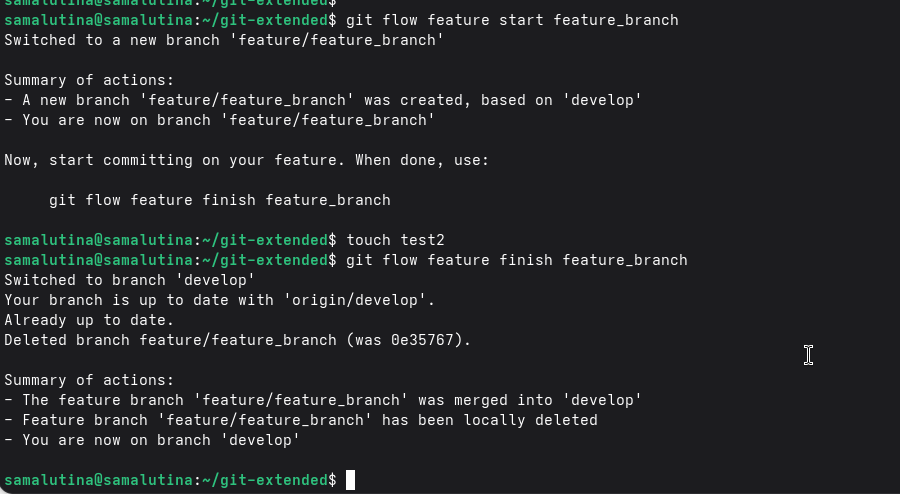 samalutina@samalutina:~/git-extended$
samalutina@samalutina:~/git-extended$ git flow feature start feature_branch
Switched to a new branch 'feature/feature_branch'
Summary of actions:
- A new branch 'feature/feature_branch' was created, based on 'develop'
- You are now on branch 'feature/feature_branch'
Now, start committing on your feature. When done, use:
git flow feature finish feature_branch
samalutina@samalutina:~/git-extended$ touch test2
samalutina@samalutina:~/git-extended$ git flow feature finish feature_branch
Switched to branch 'develop'
Your branch is up to date with 'origin/develop'.
Already up to date.
Deleted branch feature/feature_branch (was 0e35767).
Summary of actions:
- The feature branch 'feature/feature_branch' was merged into 'develop'
- Feature branch 'feature/feature_branch' has been locally deleted
- You are now on branch 'develop'
samalutina@samalutina:~/git-extended$